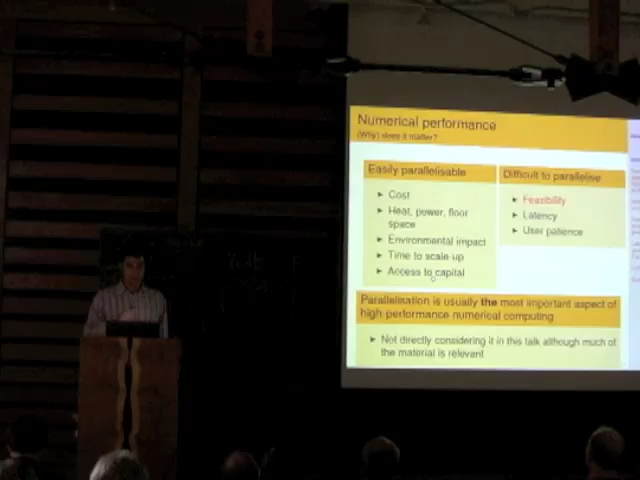 Numerical performance
(Why) does it matter?
Easily parallelisable
► Cost
► Heat, power, floor
space
► Environmental impact
► Time to scale up
► Access to capital
Difficult to parallelise
► Feasibility
► Latency
► User patience
Parallelisation is usually the most important aspect of
high performance numerical computing
► Not directly considering it in this talk although much of
the material is relevant